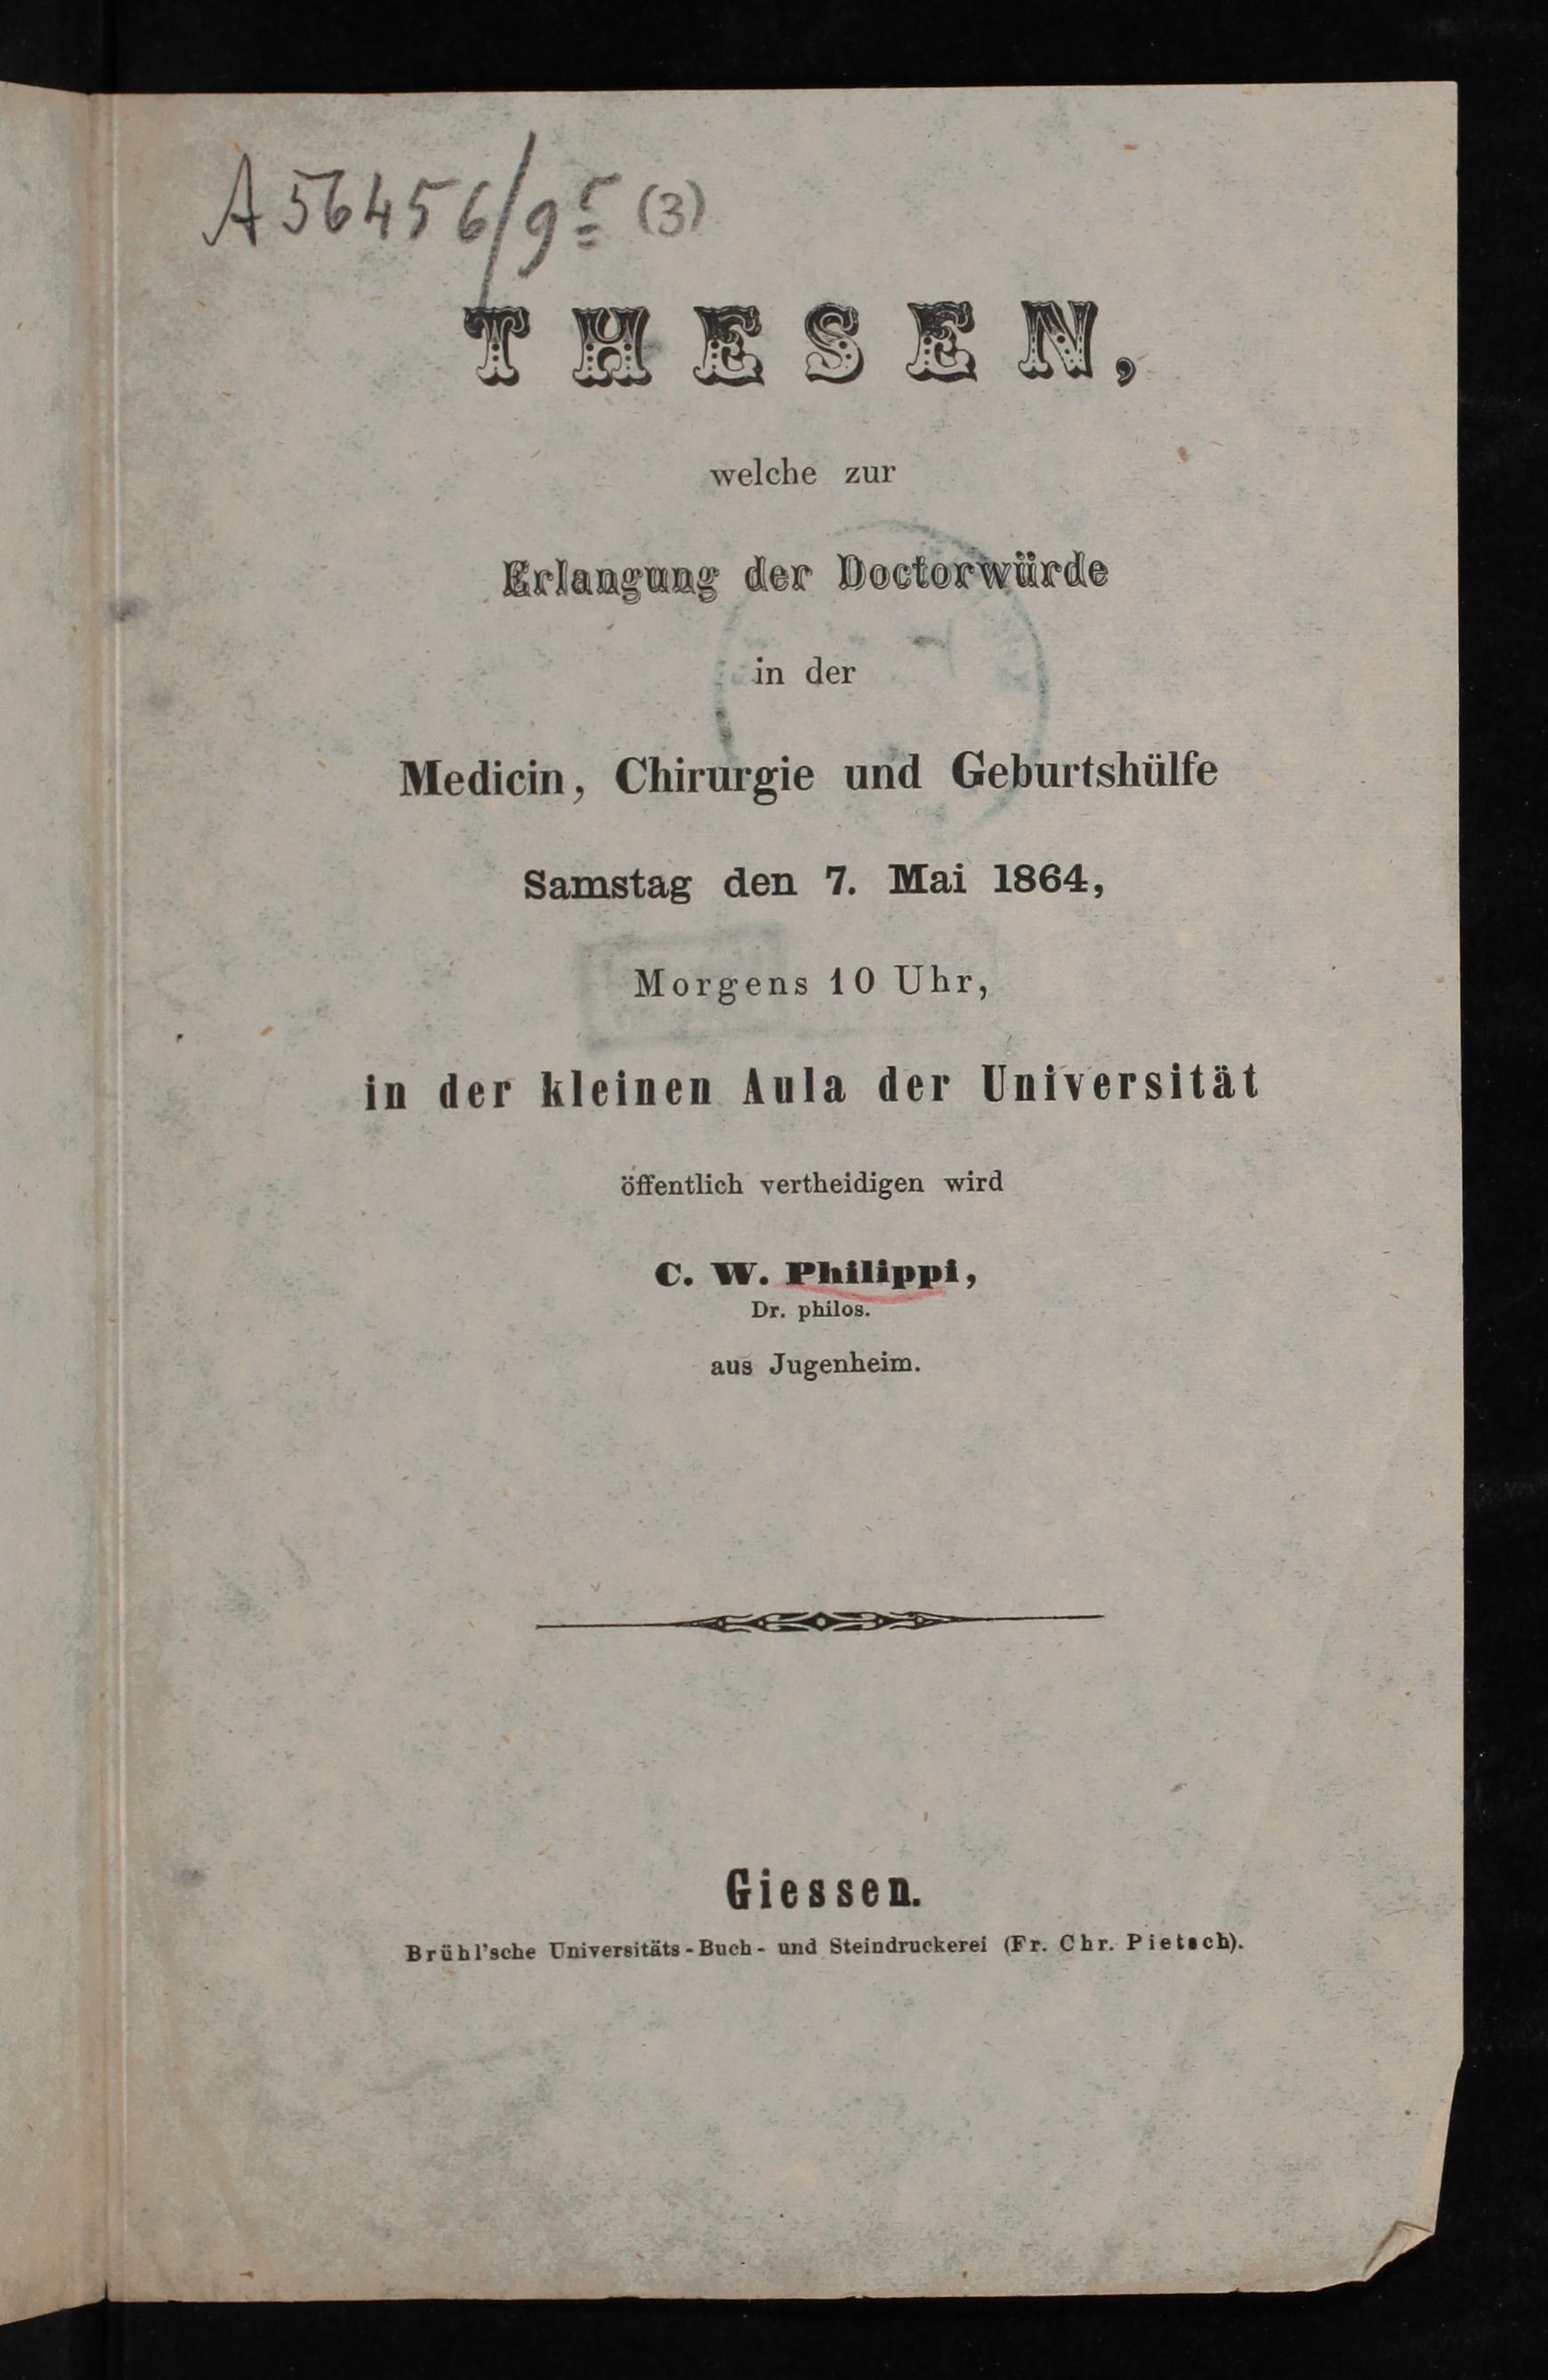 A 56456/9 (3)
THESEN,
welche zur
Erlangung der Doctorwürde
in der
Medicin, Chirurgie und Geburtshülfe
Samstag den 7. Mai 1864,
Morgens 10 Uhr,
in der kleinen Aula der Universität
öffentlich vertheidigen wird
C. W. Philippi,
Dr. philos.
aus Jugenheim.
Giessen.
Brühl'sche Universitäts-Buch- und Steindruckerei (Fr. Chr. Pietsch).